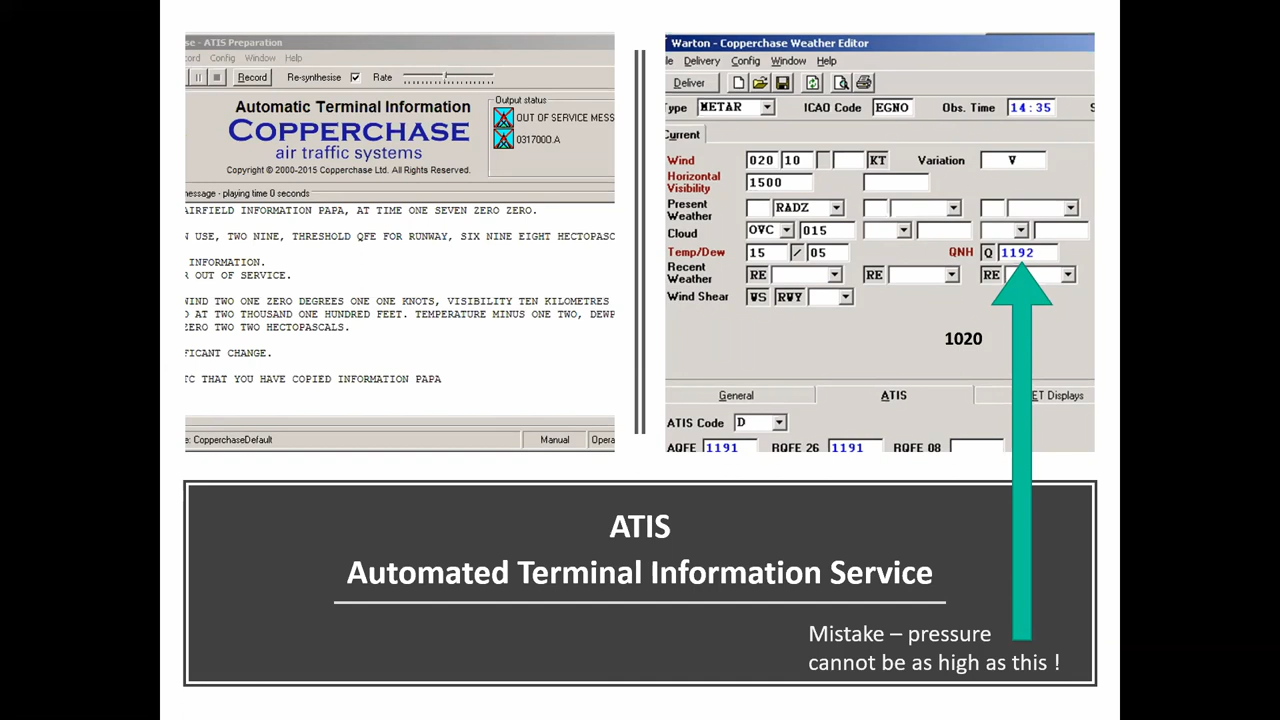 se - ATIS Preparation
ord Config Window Help
Record Re-synthesise Rate
Automatic Terminal Information
COPPERCHASE
air traffic systems
Copyright © 2000-2015 Copperchase Ltd. All Rights Reserved.
Output status
OUT OF SERVICE MESS
031700D.A
essage - playing time 0 seconds
AIRFIELD INFORMATION PAPA, AT TIME ONE SEVEN ZERO ZERO.
N USE, TWO NINE, THRESHOLD QFE FOR RUNWAY, SIX NINE EIGHT HECTOPASC
INFORMATION.
R OUT OF SERVICE.
WIND TWO ONE ZERO DEGREES ONE ONE KNOTS, VISIBILITY TEN KILOMETRES
D AT TWO THOUSAND ONE HUNDRED FEET. TEMPERATURE MINUS ONE TWO, DEWP
ZERO TWO TWO HECTOPASCALS.
FICANT CHANGE.
TC THAT YOU HAVE COPIED INFORMATION PAPA
e: CopperchaseDefault Manual Opera
T Warton - Copperchase Weather Editor
le Delivery Config Window Help
Deliver
ype METAR ICAO Code EGNO Obs. Time 14:35 S
Current
Wind 020 10 KT Variation V
Horizontal
Visibility 1500
Present
Weather RADZ
Cloud OVC 015
Temp/Dew 15 / 05 QNH Q 1192
Recent
Weather RE RE RE
Wind Shear WS RWY
1020
General ATIS ET Displays
ATIS Code D
AQFE 1191 RQFE 26 1191 RQFE 08
ATIS
Automated Terminal Information Service
Mistake – pressure
cannot be as high as this !